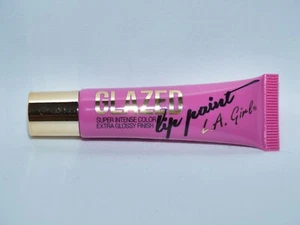 GLAZED
lip paint
SUPER INTENSE COLOR
EXTRA GLOSSY FINISH
L.A. Girl